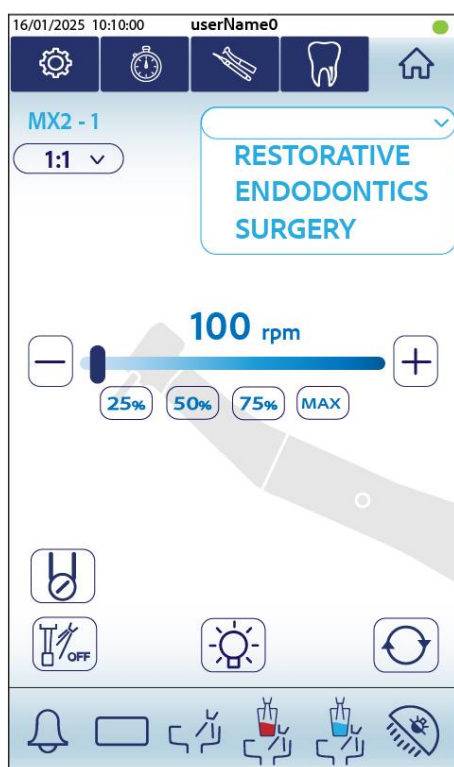 16/01/2025 10:10:00 userName0
MX2 - 1
1:1
RESTORATIVE
ENDODONTICS
SURGERY
100 rpm
25% 50% 75% MAX
OFF